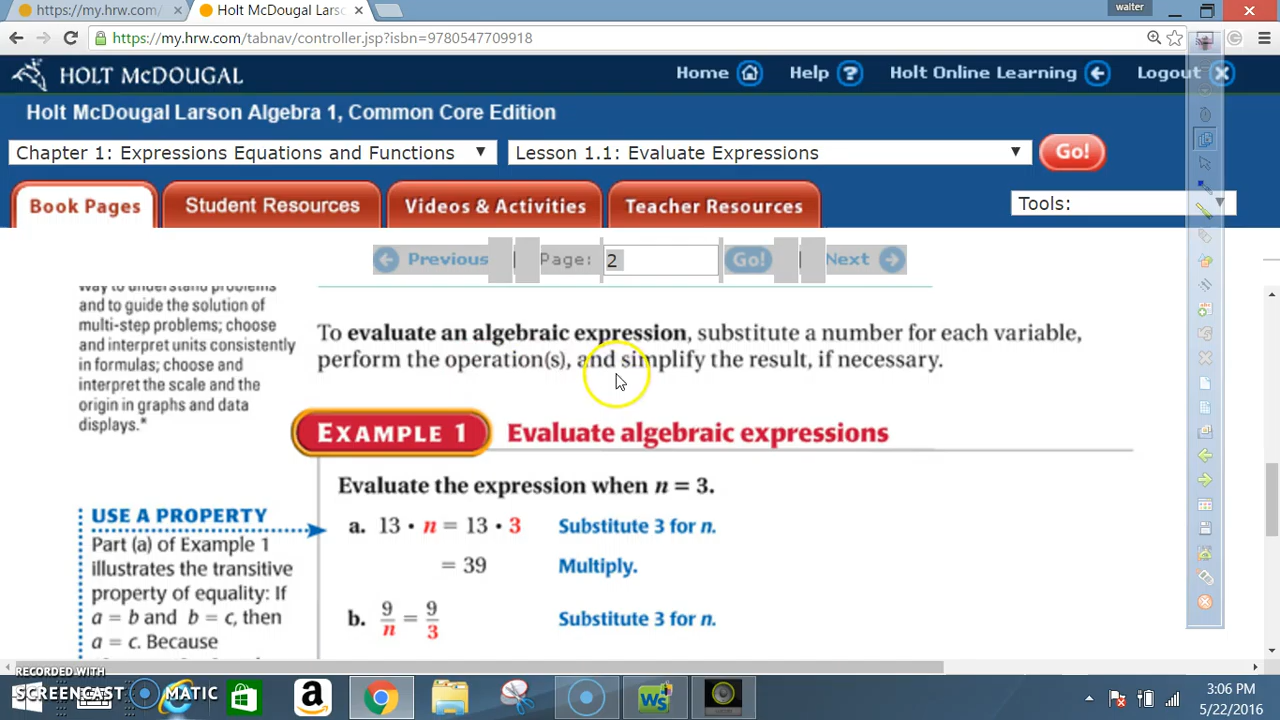 https://my.hrw.com/tabna
Holt McDougal Lars
walter
https://my.hrw.com/tabnav/controller.jsp?isbn=9780547709918
HOLT MCDOUGAL
Home
Help
Holt Online Learning
Logout
Holt McDougal Larson Algebra 1, Common Core Edition
Chapter 1: Expressions Equations and Functions
Lesson 1.1: Evaluate Expressions
Go!
Book Pages
Student Resources
Videos & Activities
Teacher Resources
Tools:
Previous | Page: 2 Go! | Next
way to understand problems
and to guide the solution of
multi-step problems; choose
and interpret units consistently
in formulas; choose and
interpret the scale and the
origin in graphs and data
displays.*
To evaluate an algebraic expression, substitute a number for each variable,
perform the operation(s), and simplify the result, if necessary.
EXAMPLE 1 Evaluate algebraic expressions
Evaluate the expression when n = 3.
a. 13 • n = 13 • 3 Substitute 3 for n.
= 39 Multiply.
b. 9/n = 9/3 Substitute 3 for n.
USE A PROPERTY
Part (a) of Example 1
illustrates the transitive
property of equality: If
a = b and b = c, then
a = c. Because
RECORDED WITH
SCREENCAST MATIC
3:06 PM
5/22/2016